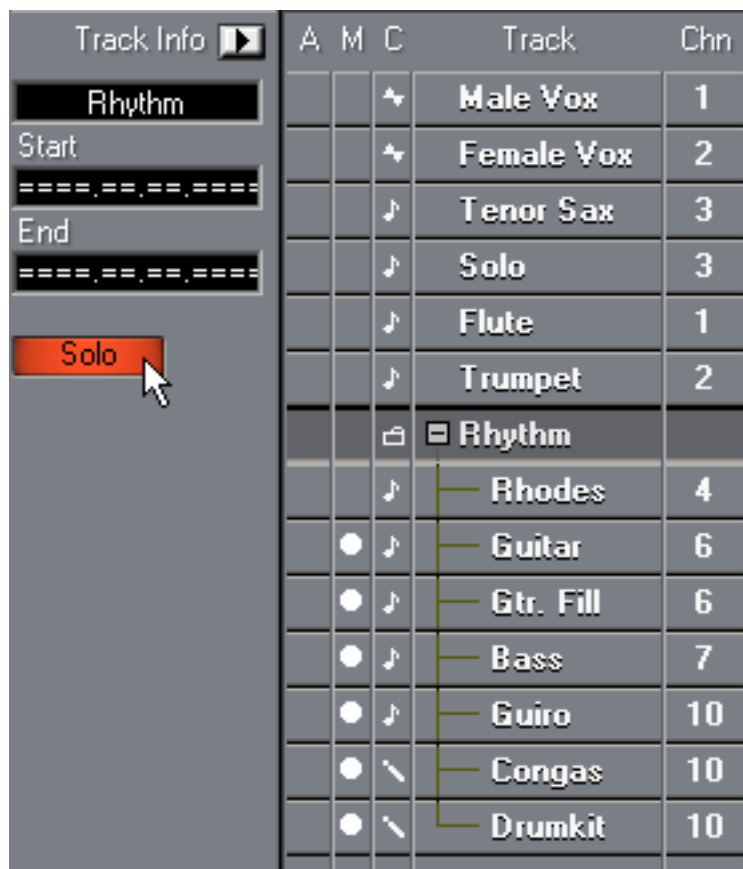 Track Info
Rhythm
Start
====.==.==.====
End
====.==.==.====
Solo
A M C Track Chn
Male Vox 1
Female Vox 2
Tenor Sax 3
Solo 3
Flute 1
Trumpet 2
Rhythm
Rhodes 4
Guitar 6
Gtr. Fill 6
Bass 7
Guiro 10
Congas 10
Drumkit 10